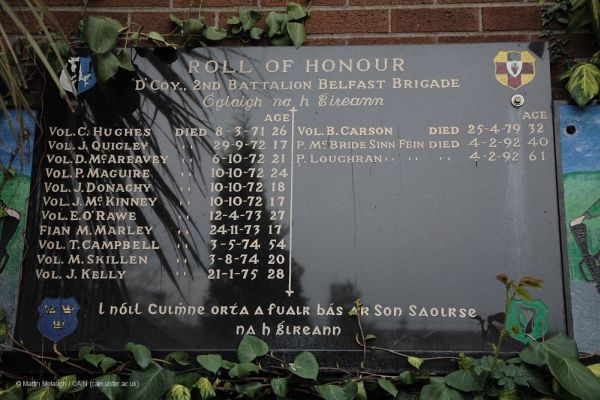 ROLL OF HONOUR
'D' COY., 2ND BATTALION BELFAST BRIGADE
Óglaigh na h Éireann
AGE
VOL. C. HUGHES DIED 8-3-71 26
VOL. J. QUIGLEY " 29-9-72 17
VOL. D. McAREAVEY " 6-10-72 21
VOL. P. MAGUIRE " 10-10-72 24
VOL. J. DONAGHY " 10-10-72 18
VOL. J. McKINNEY " 10-10-72 17
VOL. E. O'RAWE " 12-4-73 27
FIAN M. MARLEY " 24-11-73 17
VOL. T. CAMPBELL " 3-5-74 54
VOL. M. SKILLEN " 3-8-74 20
VOL. J. KELLY " 21-1-75 28
AGE
VOL. B. CARSON DIED 25-4-79 32
P. McBRIDE SINN FÉIN DIED 4-2-92 40
P. LOUGHRAN " " " 4-2-92 61
I nÓil Cuimne orta a fuair bás ar Son Saoirse
na h Éireann
© Martin Melaugh / CAIN (cain.ulster.ac.uk)